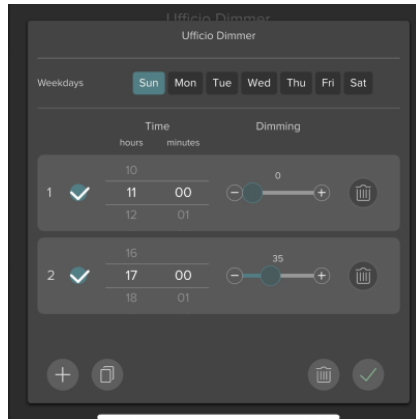 Ufficio Dimmer
Ufficio Dimmer
Weekdays Sun Mon Tue Wed Thu Fri Sat
Time Dimming
hours minutes
10
0
1 11 00
12 01
16
35
2 17 00
18 01